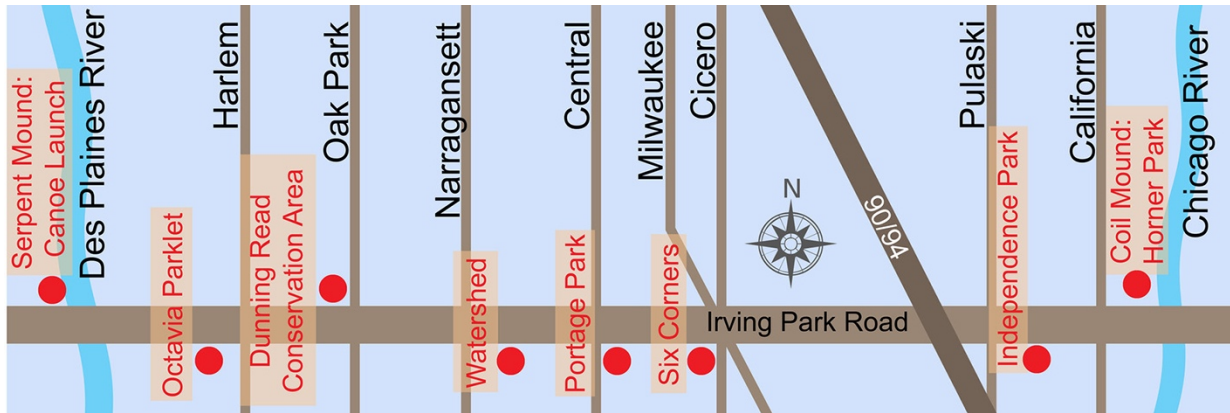 Serpent Mound:
Canoe Launch
Des Plaines River
Octavia Parklet
Harlem
Dunning Read
Conservation Area
Oak Park
Narragansett
Watershed
Central
Portage Park
Milwaukee
Six Corners
Cicero
N
Irving Park Road
90/94
Pulaski
Independence Park
California
Coil Mound:
Horner Park
Chicago River